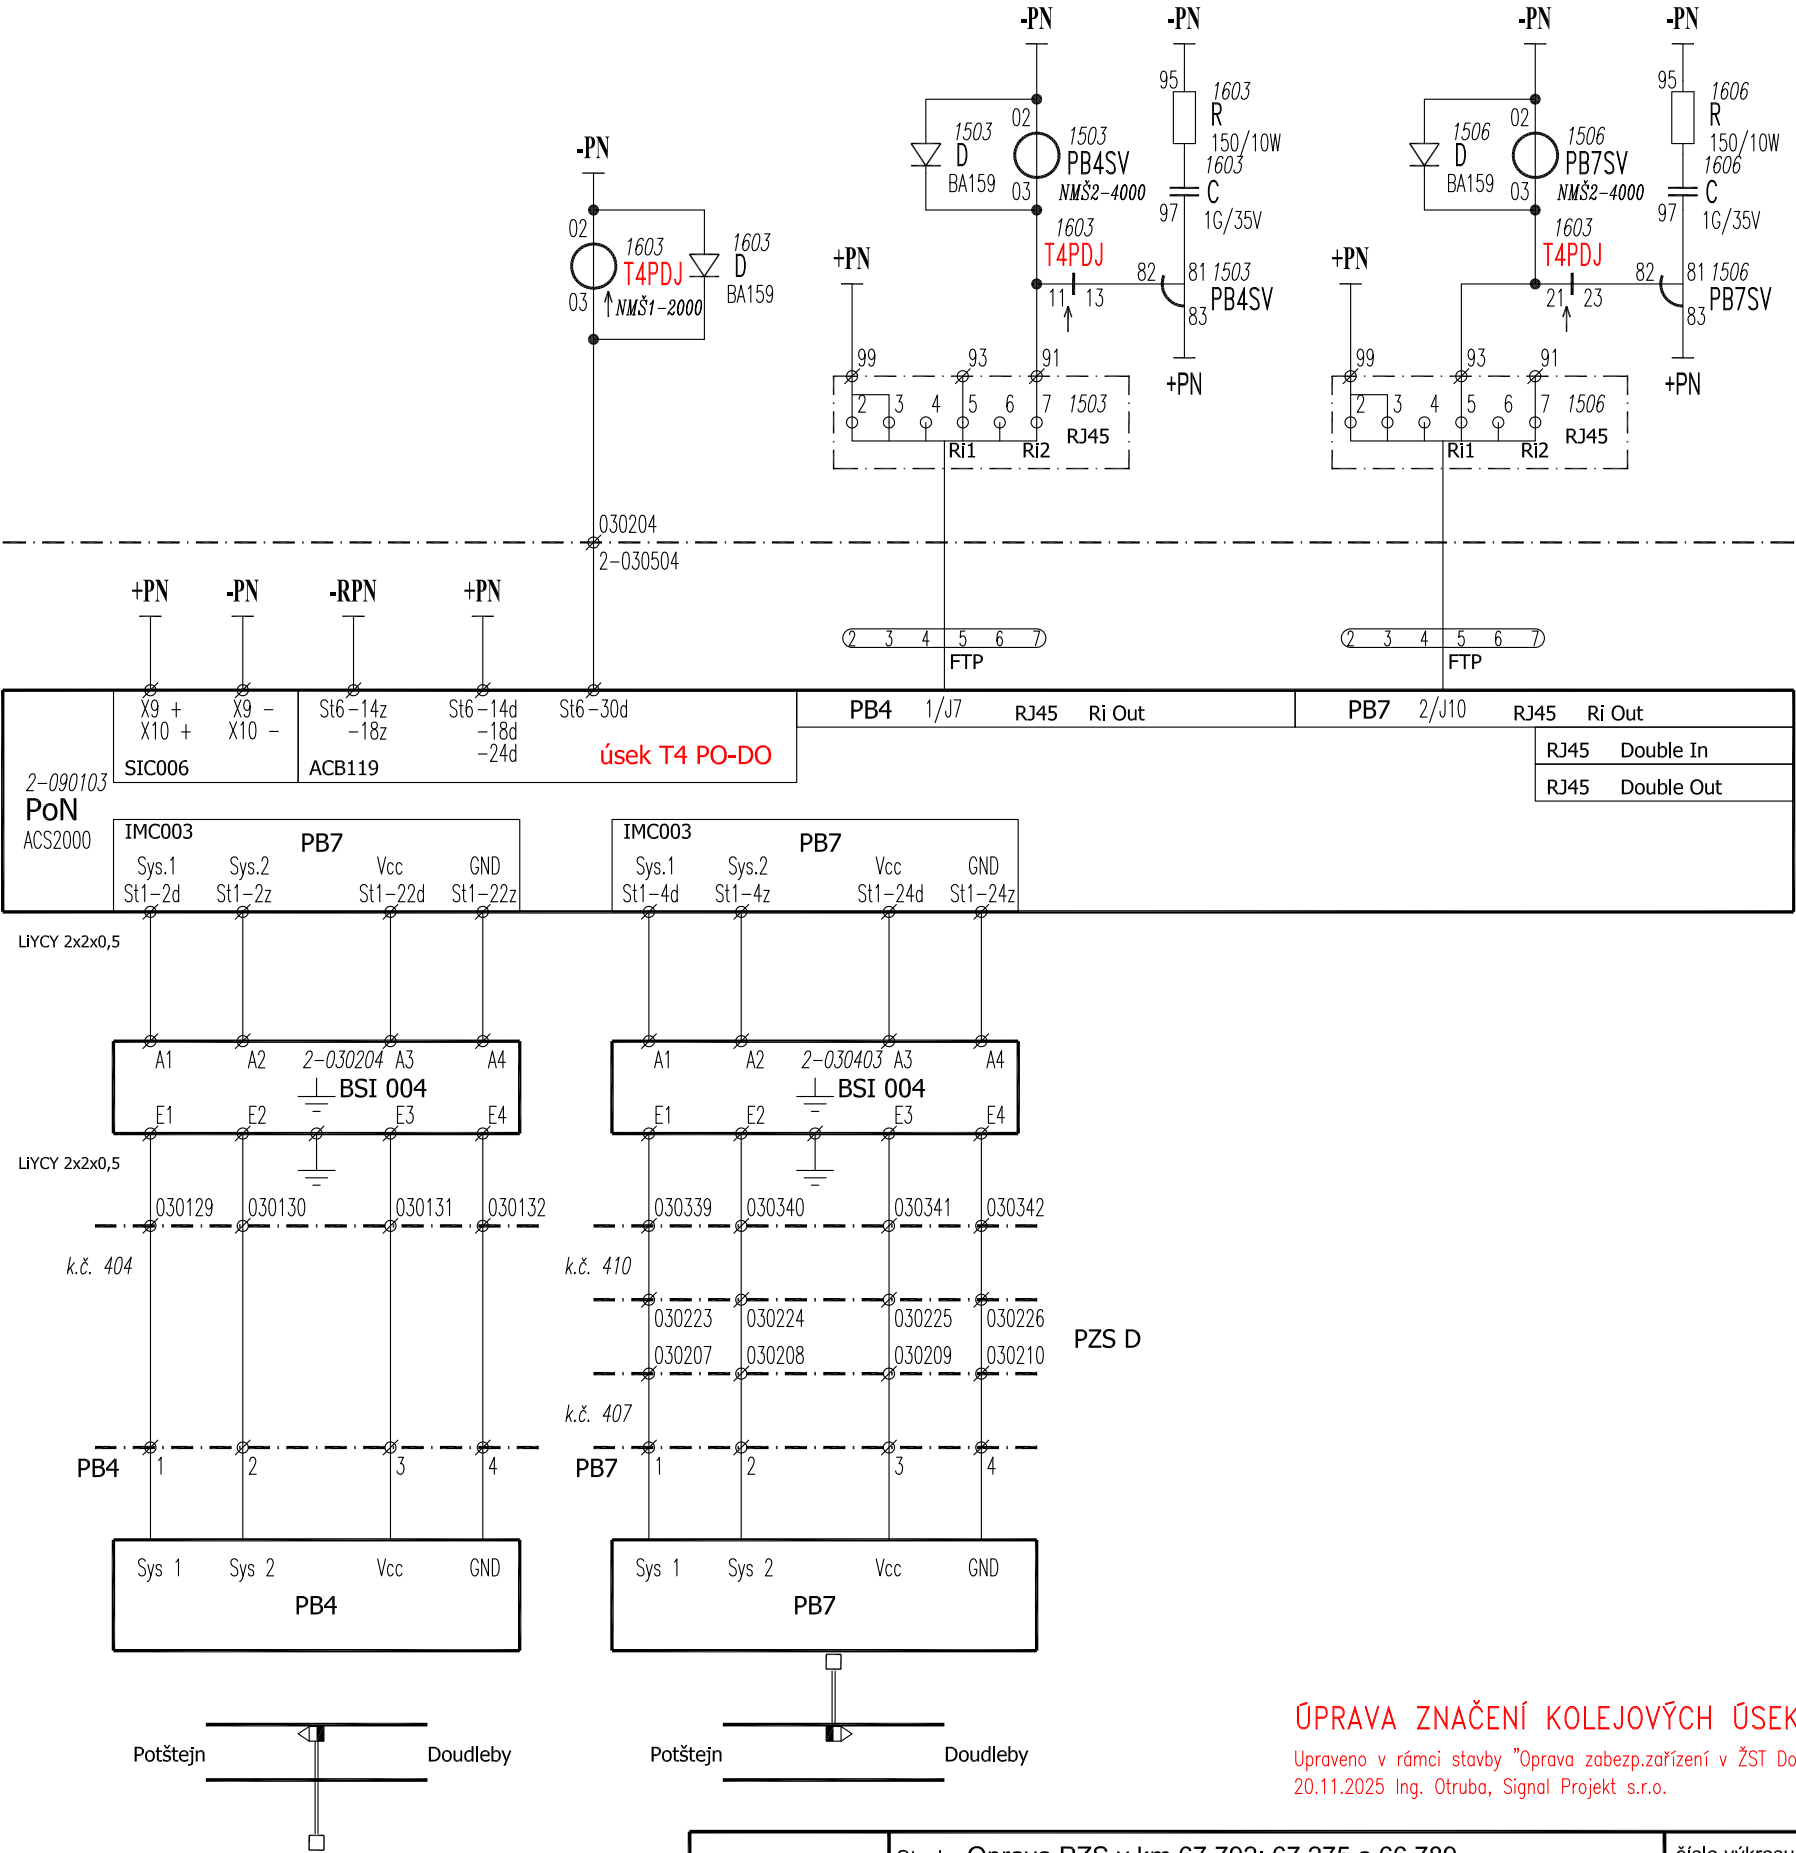 -PN -PN -PN -PN
95 1603 95 1606
02 R 02 R
1503 1503 150/10W 1506 1506 150/10W
D PB4SV 1603 D PB7SV 1606
BA159 03 NMŠ2-4000 C BA159 03 NMŠ2-4000 C
97 1G/35V 97 1G/35V
-PN
02 1603 1603
T4PDJ D
03 NMŠ1-2000 BA159
+PN 1603 +PN 1603
T4PDJ 82 81 1503 T4PDJ 82 81 1506
11 13 PB4SV 21 23 PB7SV
83 83
99 93 91 +PN 99 93 91 +PN
2 3 4 5 6 7 1503 2 3 4 5 6 7 1506
RJ45 RJ45
Ri1 Ri2 Ri1 Ri2
030204
2-030504
+PN -PN -RPN +PN
2 3 4 5 6 7 2 3 4 5 6 7
FTP FTP
X9 + X9 - St6-14z St6-14d St6-30d PB4 1/J7 RJ45 Ri Out PB7 2/J10 RJ45 Ri Out
X10 + X10 - -18z -18d
-24d
SIC006 ACB119 úsek T4 PO-DO RJ45 Double In
RJ45 Double Out
2-090103
PoN
ACS2000
IMC003 PB7 IMC003 PB7
Sys.1 Sys.2 Vcc GND Sys.1 Sys.2 Vcc GND
St1-2d St1-2z St1-22d St1-22z St1-4d St1-4z St1-24d St1-24z
LiYCY 2x2x0,5
A1 A2 2-030204 A3 A4 A1 A2 2-030403 A3 A4
BSI 004 BSI 004
E1 E2 E3 E4 E1 E2 E3 E4
LiYCY 2x2x0,5
030129 030130 030131 030132 030339 030340 030341 030342
k.č. 404 k.č. 410
030223 030224 030225 030226
PZS D
030207 030208 030209 030210
k.č. 407
PB4 1 2 3 4 PB7 1 2 3 4
Sys 1 Sys 2 Vcc GND Sys 1 Sys 2 Vcc GND
PB4 PB7
Potštejn Doudleby Potštejn Doudleby
ÚPRAVA ZNAČENÍ KOLEJOVÝCH ÚSEK
Upraveno v rámci stavby "Oprava zabezp.zařízení v ŽST Do
20.11.2025 Ing. Otruba, Signal Projekt s.r.o.